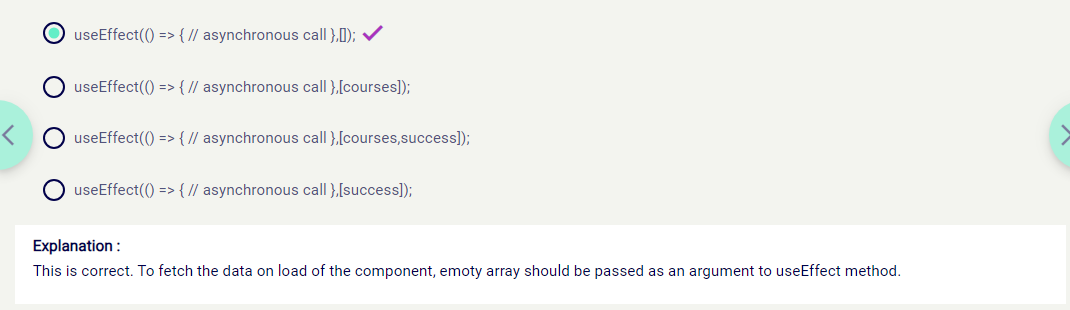 useEffect(() => { // asynchronous call },[]);
useEffect(() => { // asynchronous call },[courses]);
useEffect(() => { // asynchronous call },[courses,success]);
useEffect(() => { // asynchronous call },[success]);
Explanation :
This is correct. To fetch the data on load of the component, emoty array should be passed as an argument to useEffect method.